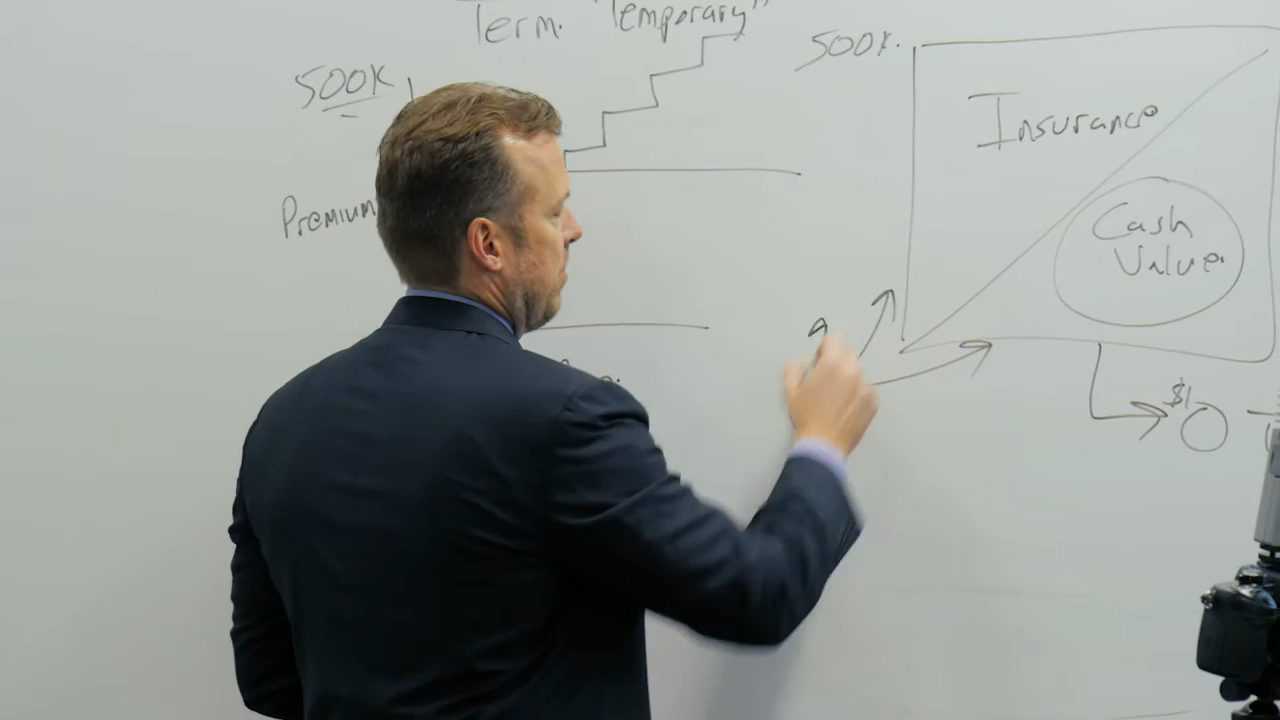 Term. "Temporary"
500K
Premium
500K.
Insurance
Cash
Value.
$1